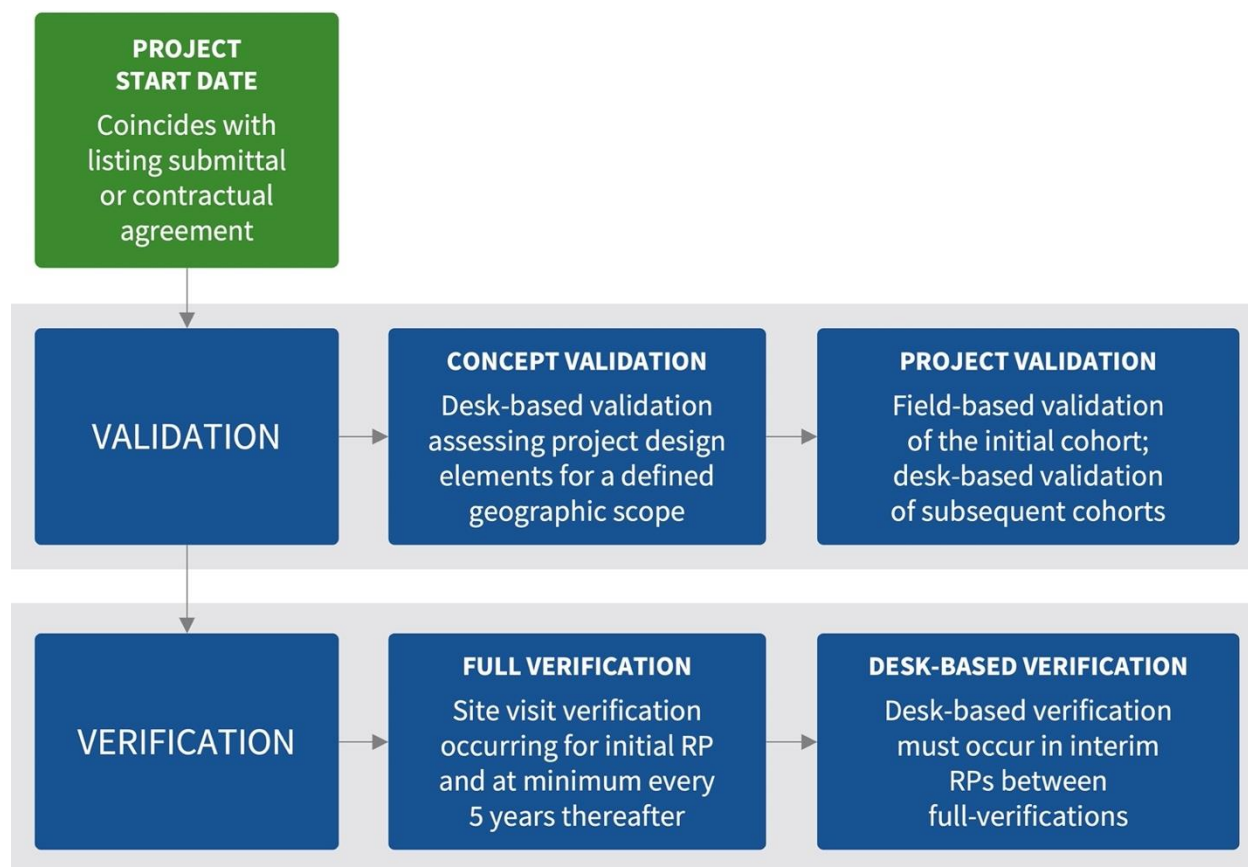 PROJECT
START DATE
Coincides with
listing submittal
or contractual
agreement
VALIDATION
CONCEPT VALIDATION
Desk-based validation
assessing project design
elements for a defined
geographic scope
PROJECT VALIDATION
Field-based validation
of the initial cohort;
desk-based validation
of subsequent cohorts
VERIFICATION
FULL VERIFICATION
Site visit verification
occurring for initial RP
and at minimum every
5 years thereafter
DESK-BASED VERIFICATION
Desk-based verification
must occur in interim
RPs between
full-verifications